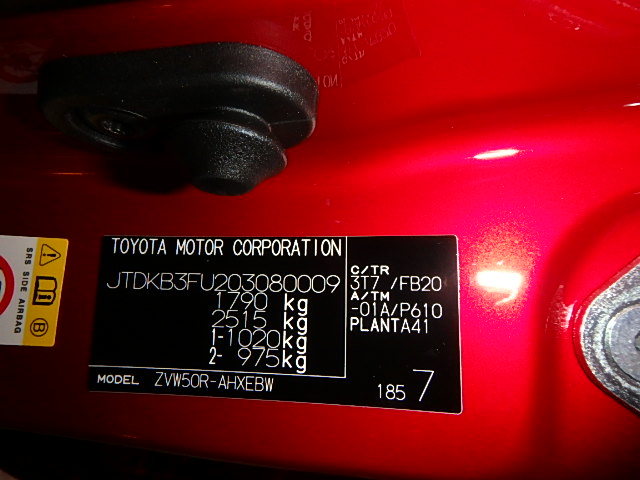 TOYOTA MOTOR CORPORATION
JTDKB3FU203080009
1790 kg
2515 kg
1-1020kg
2- 975kg
C/TR
3T7 /FB20
A/TM
-01A/P610
PLANTA41
MODEL ZVW50R-AHXEBW
185 7
SRS SIDE
AIRBAG
B